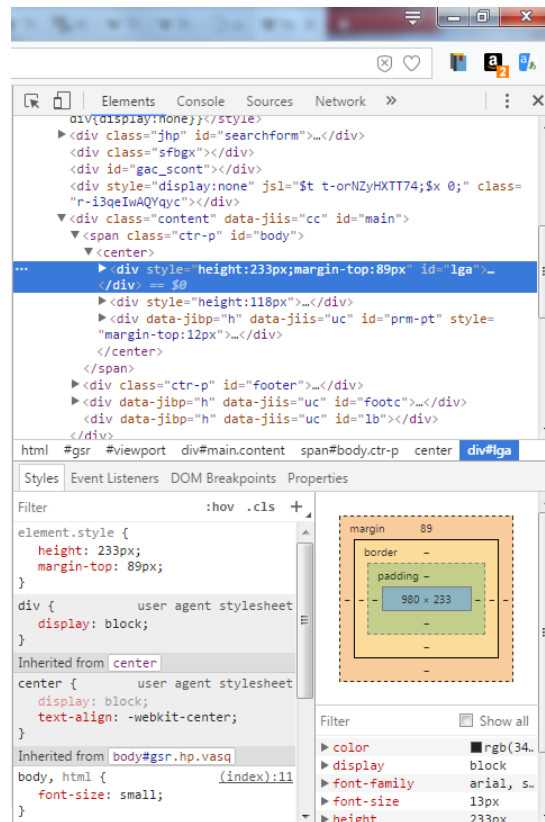 2
Elements Console Sources Network »
div{display:none}}</style>
▶<div class="jhp" id="searchform">…</div>
<div class="sfbgx"></div>
<div id="gac_scont"></div>
<div style="display:none" jsl="$t t-orNZyHXTT74;$x 0;" class=
"r-i3qeIwAQYqyc"></div>
▼<div class="content" data-jiis="cc" id="main">
▼<span class="ctr-p" id="body">
▼<center>
… ▶<div style="height:233px;margin-top:89px" id="lga">…
</div> == $0
▶<div style="height:118px">…</div>
▶<div data-jibp="h" data-jiis="uc" id="prm-pt" style=
"margin-top:12px">…</div>
</center>
</span>
▶<div class="ctr-p" id="footer">…</div>
▶<div data-jibp="h" data-jiis="uc" id="footc">…</div>
<div data-jibp="h" data-jiis="uc" id="lb"></div>
</div>
html #gsr #viewport div#main.content span#body.ctr-p center div#lga
Styles Event Listeners DOM Breakpoints Properties
Filter :hov .cls +
element.style {
height: 233px;
margin-top: 89px;
}
div { user agent stylesheet
display: block;
}
Inherited from center
center { user agent stylesheet
display: block;
text-align: -webkit-center;
}
Inherited from body#gsr.hp.vasq
body, html { (index):11
font-size: small;
}
margin 89
border –
padding –
- - - 980 × 233 - - -
–
–
–
Filter Show all
▶ color rgb(34…
▶ display block
▶ font-family arial, s…
▶ font-size 13px
▶ height 233px